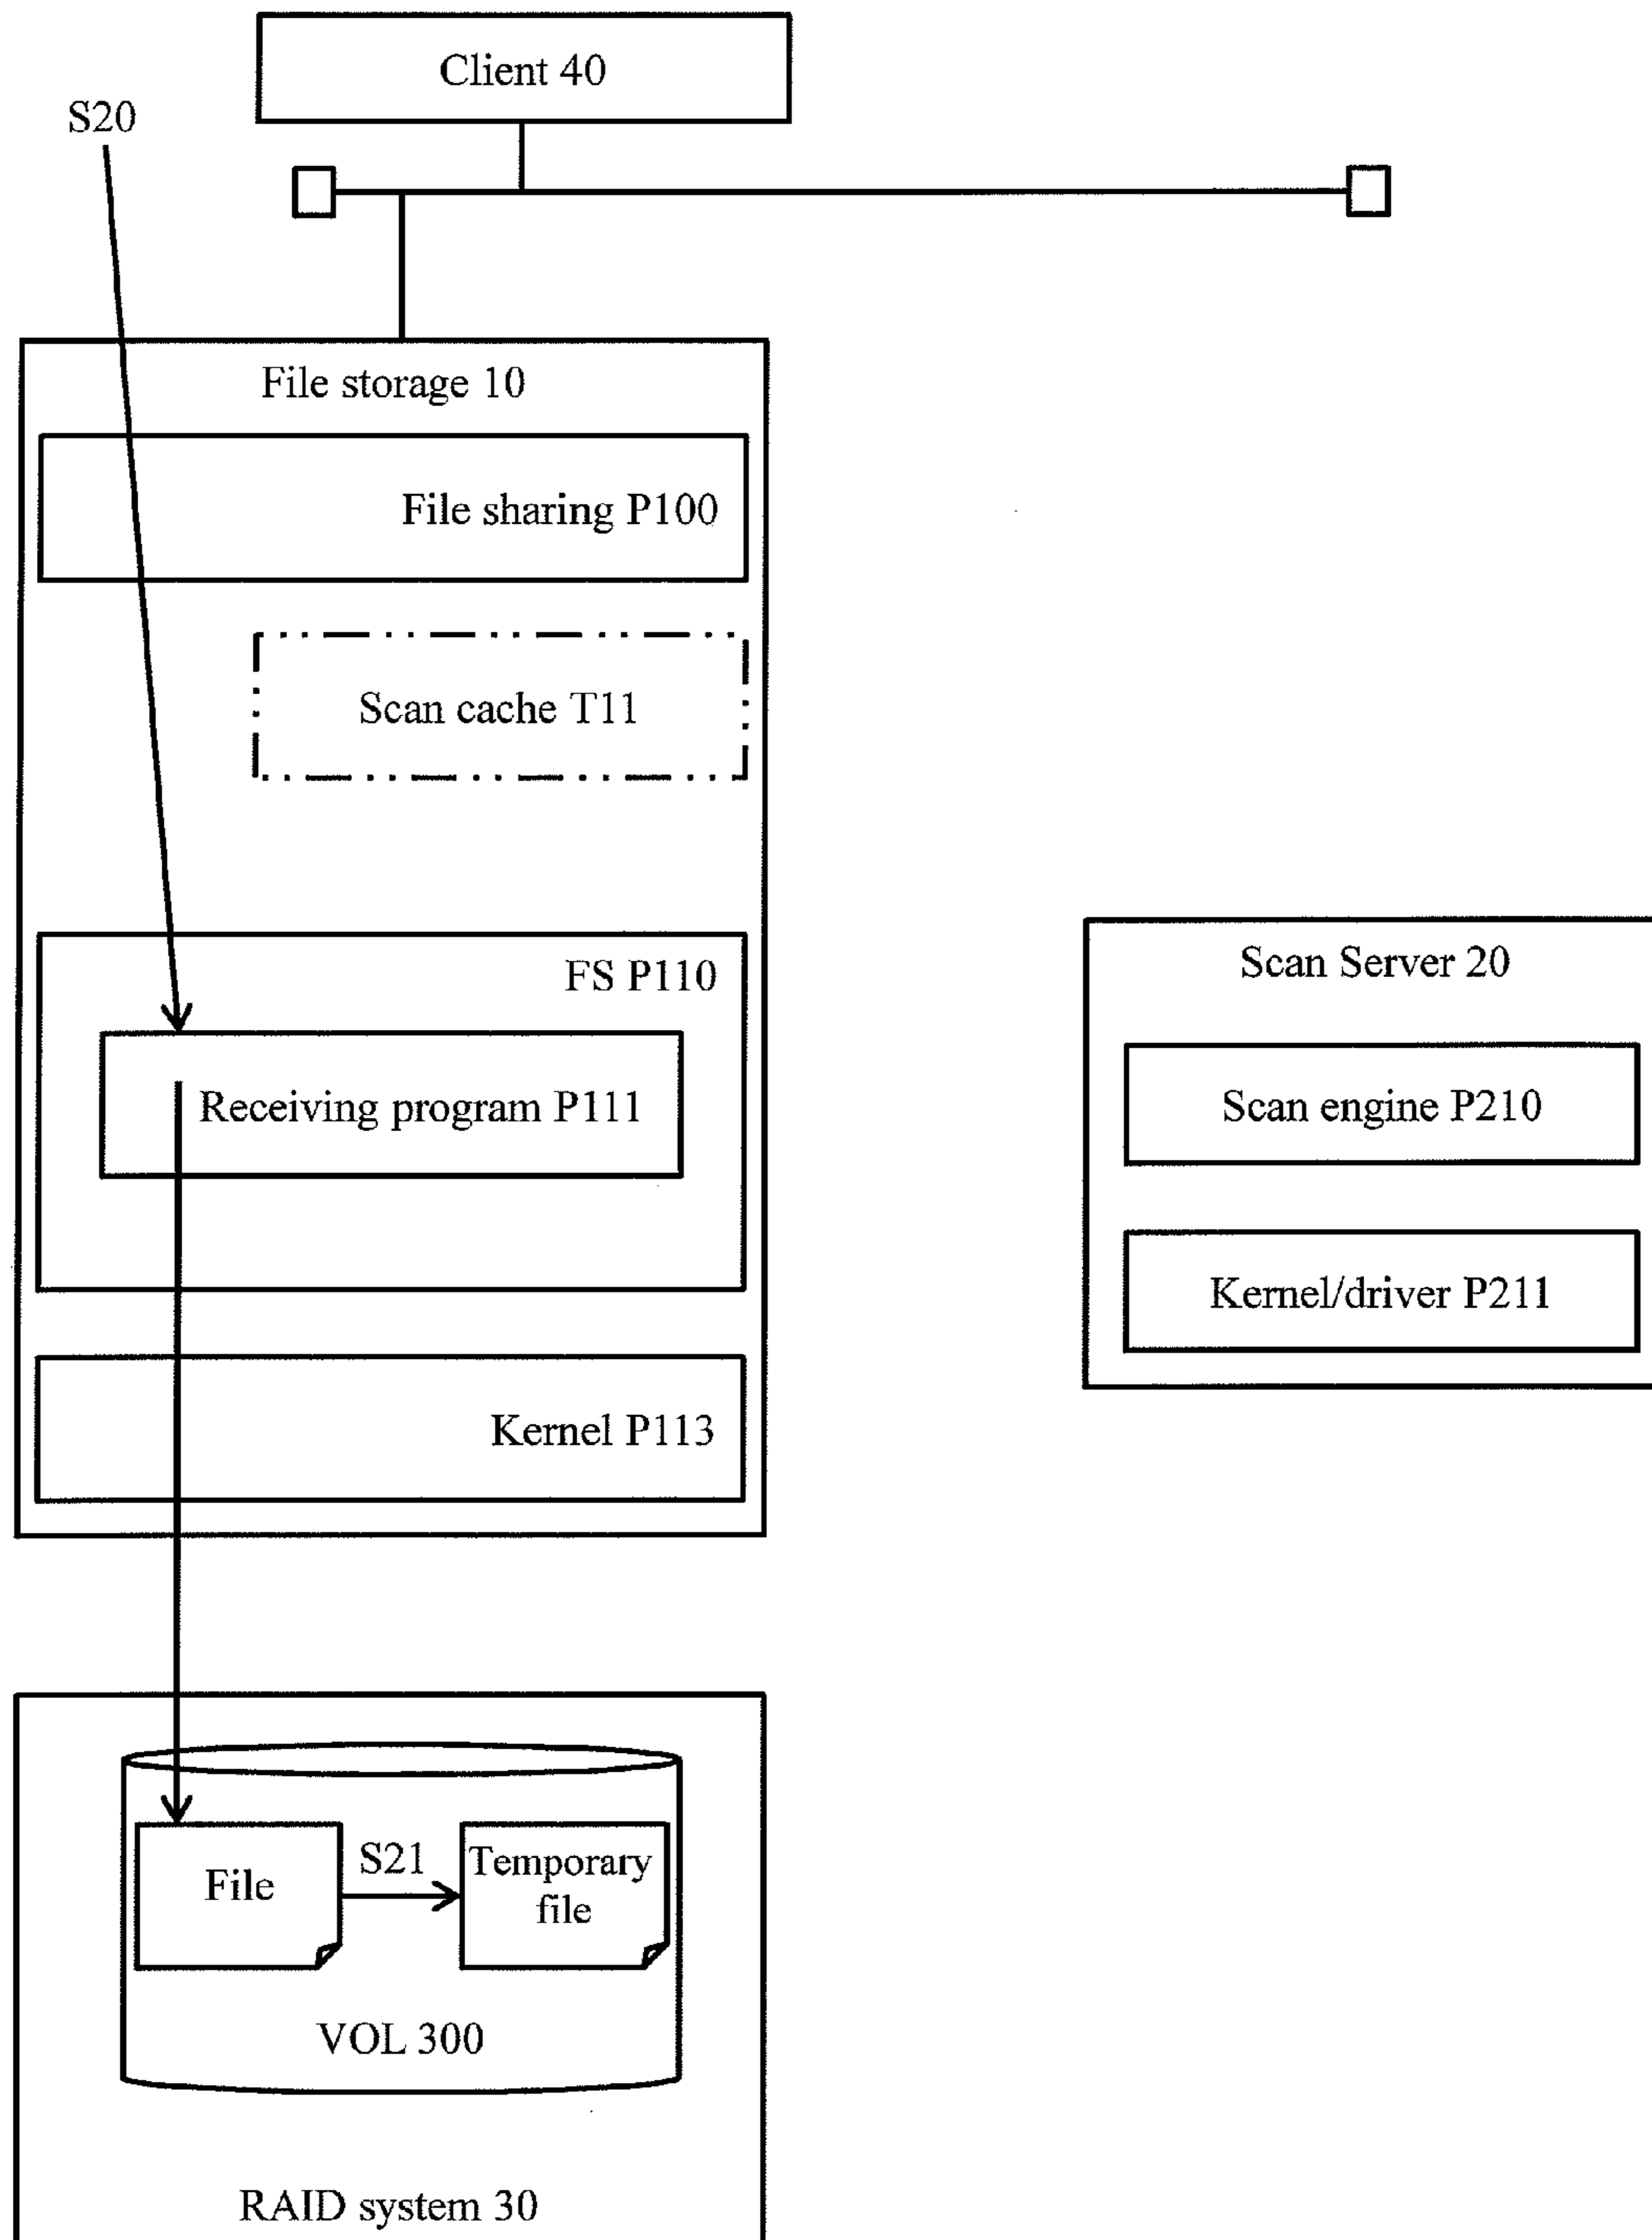 Client 40
S20
File storage 10
File sharing P100
Scan cache T11
FS P110
Receiving program P111
Kernel P113
Scan Server 20
Scan engine P210
Kernel/driver P211
File
S21
Temporary
file
VOL 300
RAID system 30